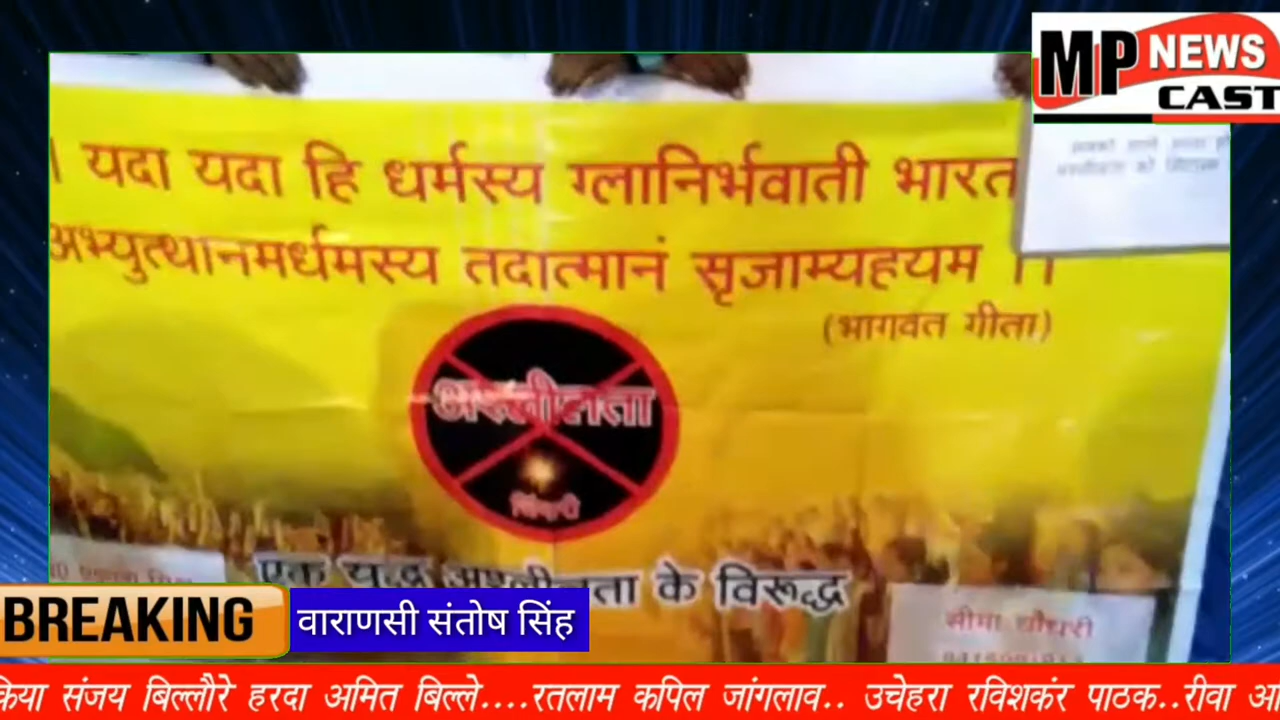 MP NEWS
CAST
। यदा यदा हि धर्मस्य ग्लानिर्भवाती भारत
अभ्युत्थानमर्धमस्य तदात्मानं सृजाम्यहयम ।।
(भागवत गीता)
अश्लीलता
चिंगारी
एक युद्ध अश्लीलता के विरूद्ध
सीमा चौधरी
BREAKING
वाराणसी संतोष सिंह
किया संजय बिल्लौरे हरदा अमित बिल्ले....रतलाम कपिल जांगलाव.. उचेहरा रविशकंर पाठक..रीवा